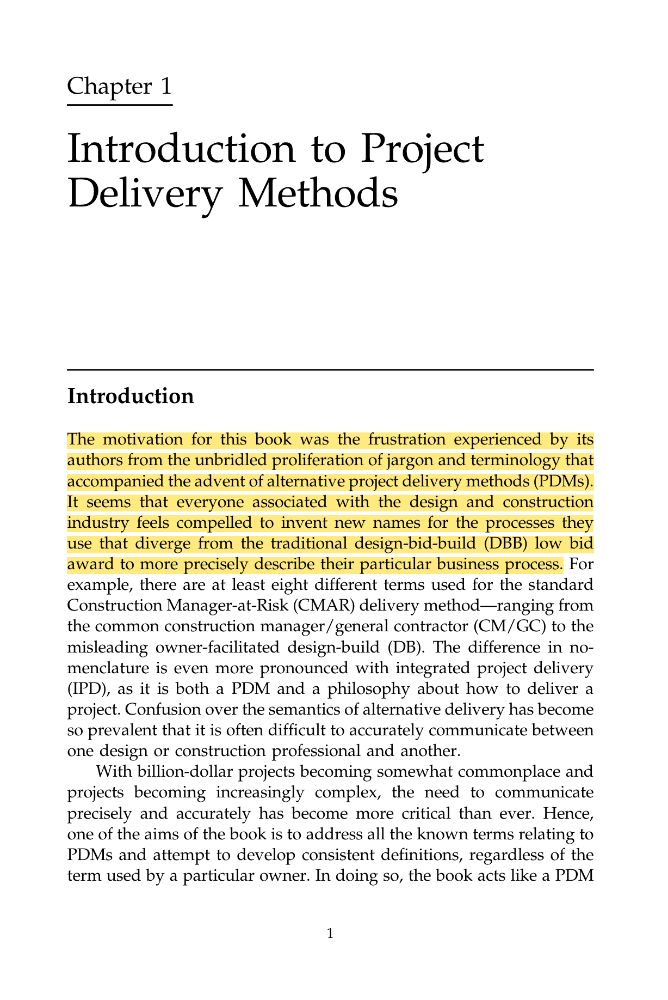 Chapter 1
Introduction to Project
Delivery Methods
Introduction
The motivation for this book was the frustration experienced by its
authors from the unbridled proliferation of jargon and terminology that
accompanied the advent of alternative project delivery methods (PDMs).
It seems that everyone associated with the design and construction
industry feels compelled to invent new names for the processes they
use that diverge from the traditional design-bid-build (DBB) low bid
award to more precisely describe their particular business process. For
example, there are at least eight different terms used for the standard
Construction Manager-at-Risk (CMAR) delivery method—ranging from
the common construction manager/general contractor (CM/GC) to the
misleading owner-facilitated design-build (DB). The difference in no-
menclature is even more pronounced with integrated project delivery
(IPD), as it is both a PDM and a philosophy about how to deliver a
project. Confusion over the semantics of alternative delivery has become
so prevalent that it is often difficult to accurately communicate between
one design or construction professional and another.
With billion-dollar projects becoming somewhat commonplace and
projects becoming increasingly complex, the need to communicate
precisely and accurately has become more critical than ever. Hence,
one of the aims of the book is to address all the known terms relating to
PDMs and attempt to develop consistent definitions, regardless of the
term used by a particular owner. In doing so, the book acts like a PDM
1